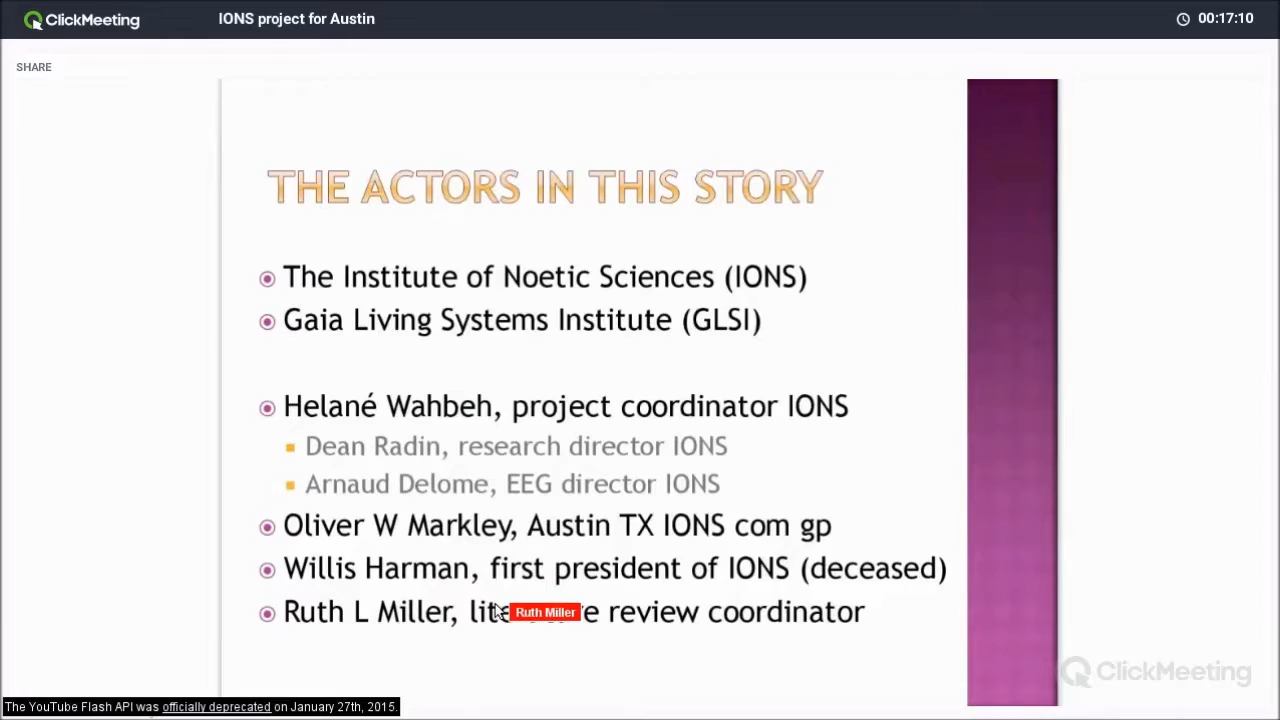 ClickMeeting
IONS project for Austin
00:17:10
SHARE
THE ACTORS IN THIS STORY
The Institute of Noetic Sciences (IONS)
Gaia Living Systems Institute (GLSI)
Helané Wahbeh, project coordinator IONS
Dean Radin, research director IONS
Arnaud Delome, EEG director IONS
Oliver W Markley, Austin TX IONS com gp
Willis Harman, first president of IONS (deceased)
Ruth L Miller, review coordinator
Ruth Miller
ClickMeeting
The YouTube Flash API was officially deprecated on January 27th, 2015.